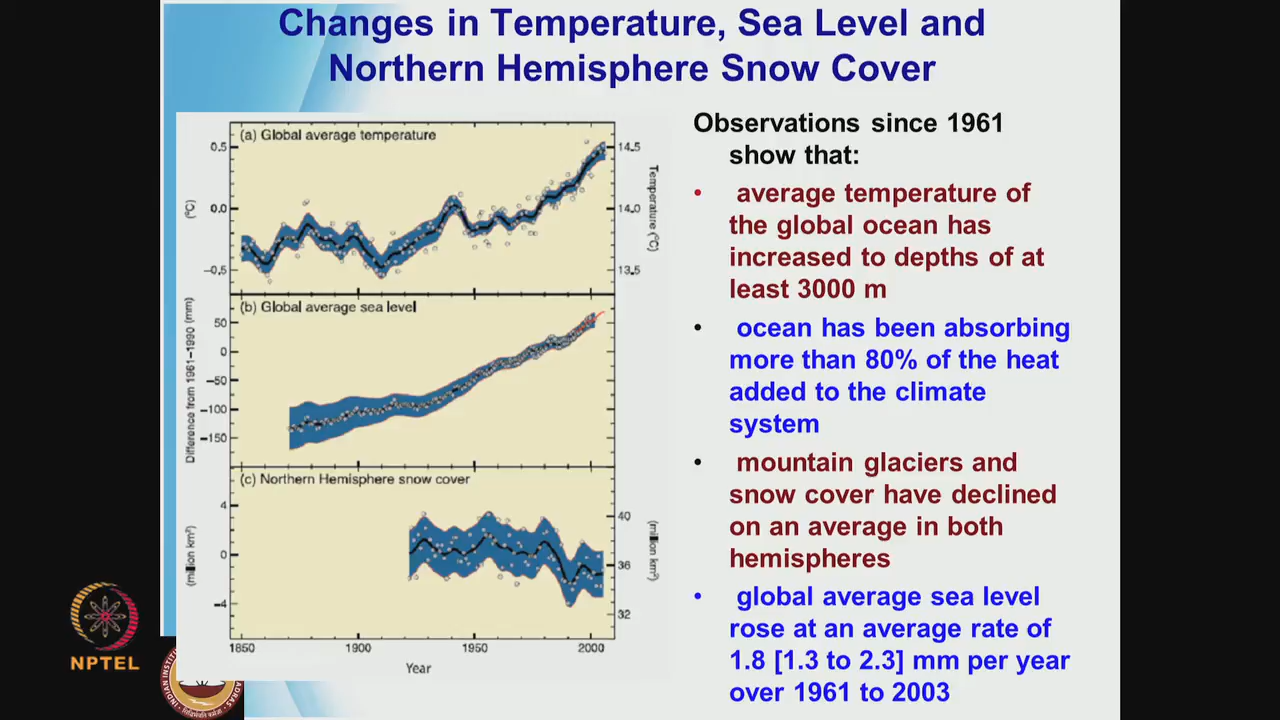 Changes in Temperature, Sea Level and
Northern Hemisphere Snow Cover
(a) Global average temperature
0.5
0.0
−0.5
(°C)
14.5
14.0
13.5
Temperature (°C)
(b) Global average sea level
50
0
−50
−100
−150
Difference from 1961–1990 (mm)
(c) Northern Hemisphere snow cover
4
0
−4
(million km²)
40
36
32
(million km²)
1850
1900
1950
2000
Year
Observations since 1961
show that:
• average temperature of
the global ocean has
increased to depths of at
least 3000 m
• ocean has been absorbing
more than 80% of the heat
added to the climate
system
• mountain glaciers and
snow cover have declined
on an average in both
hemispheres
• global average sea level
rose at an average rate of
1.8 [1.3 to 2.3] mm per year
over 1961 to 2003
NPTEL